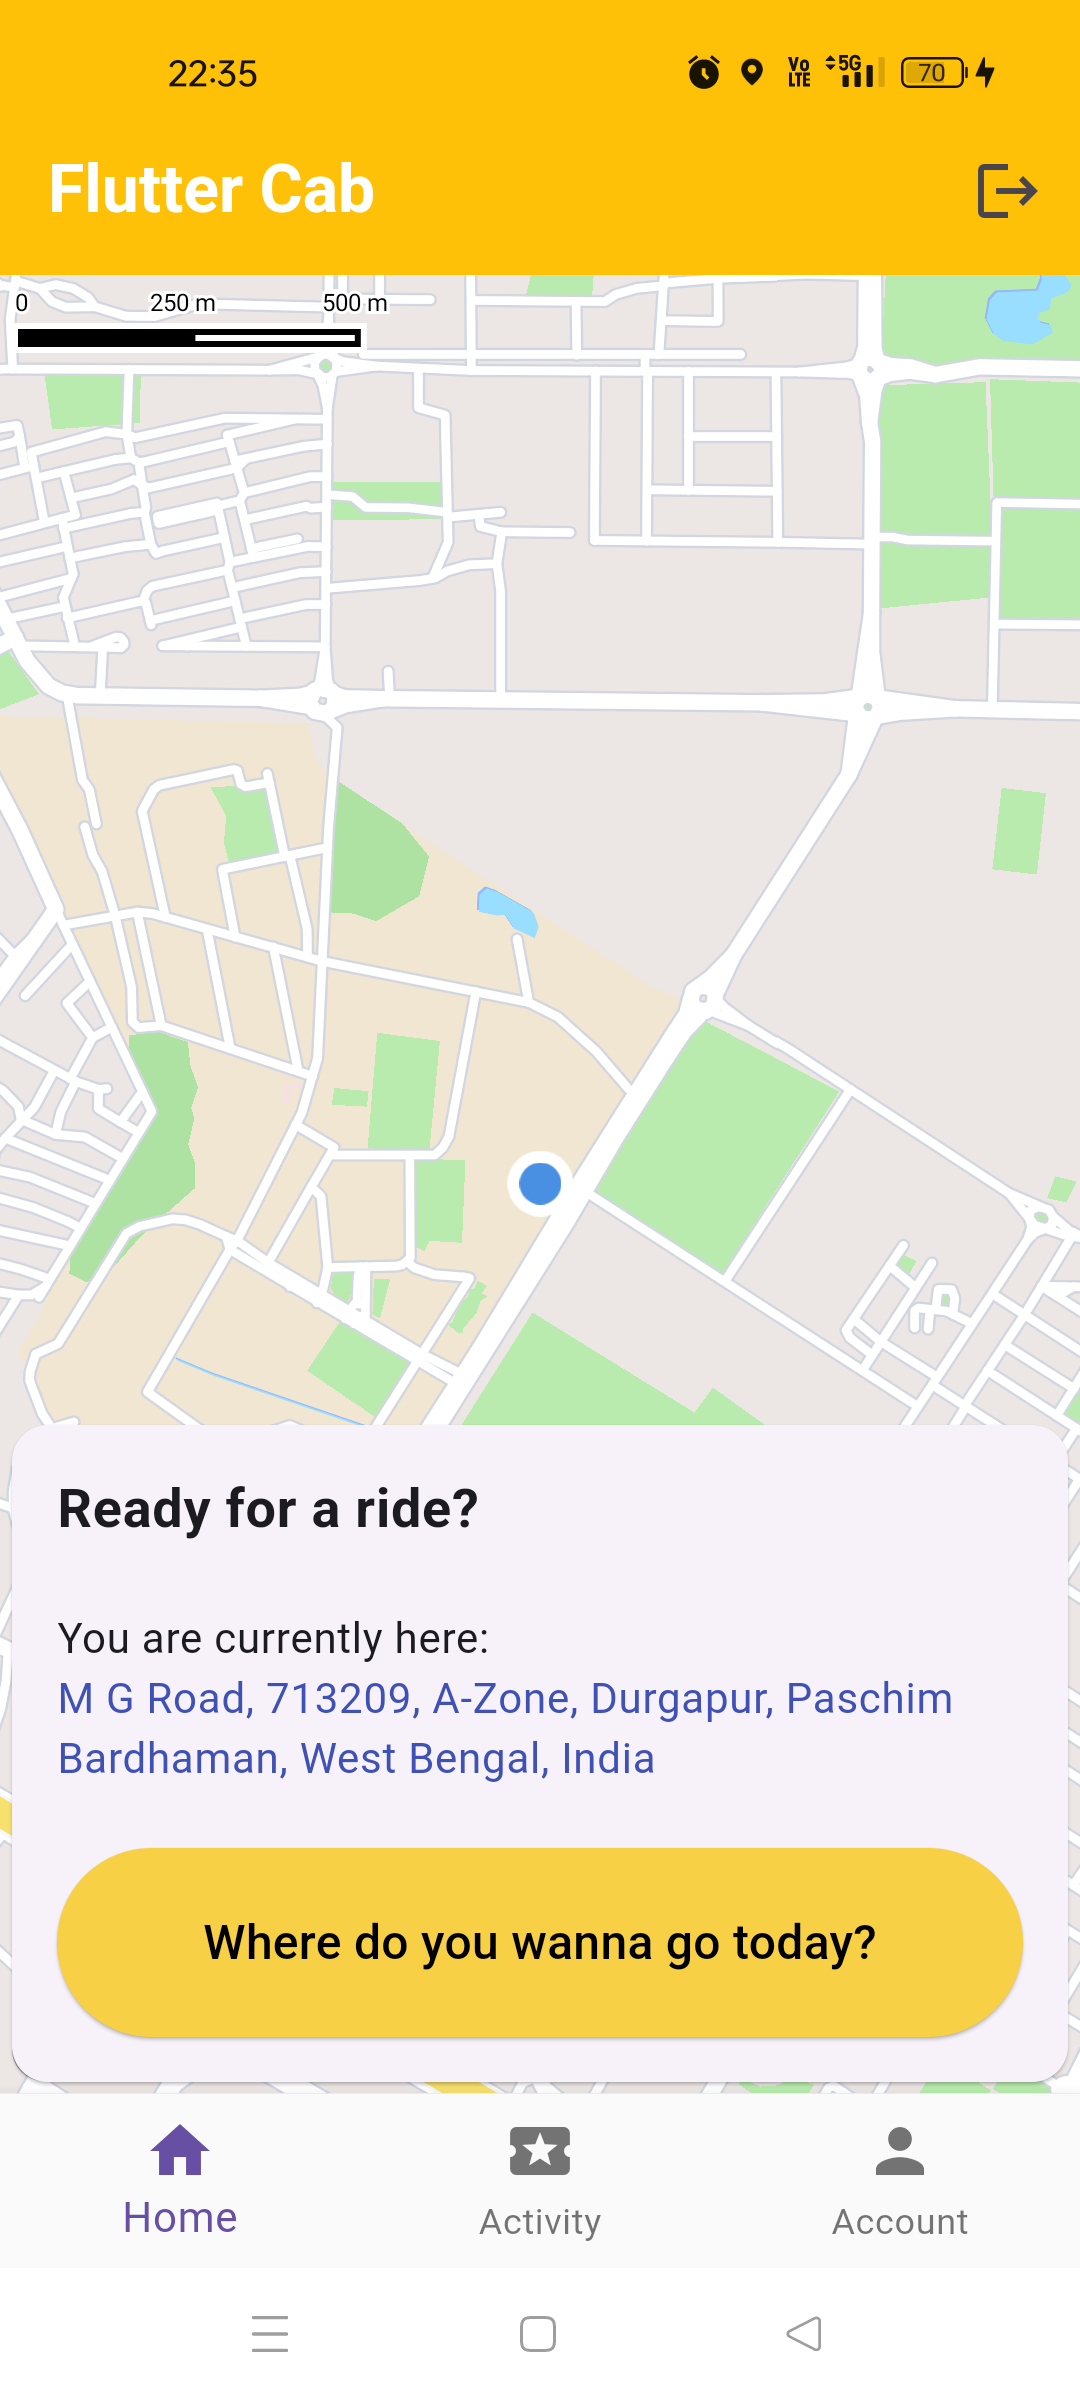 22:35
Vo
LTE
5G
70
Flutter Cab
0 250 m 500 m
Ready for a ride?
You are currently here:
M G Road, 713209, A-Zone, Durgapur, Paschim
Bardhaman, West Bengal, India
Where do you wanna go today?
Home Activity Account